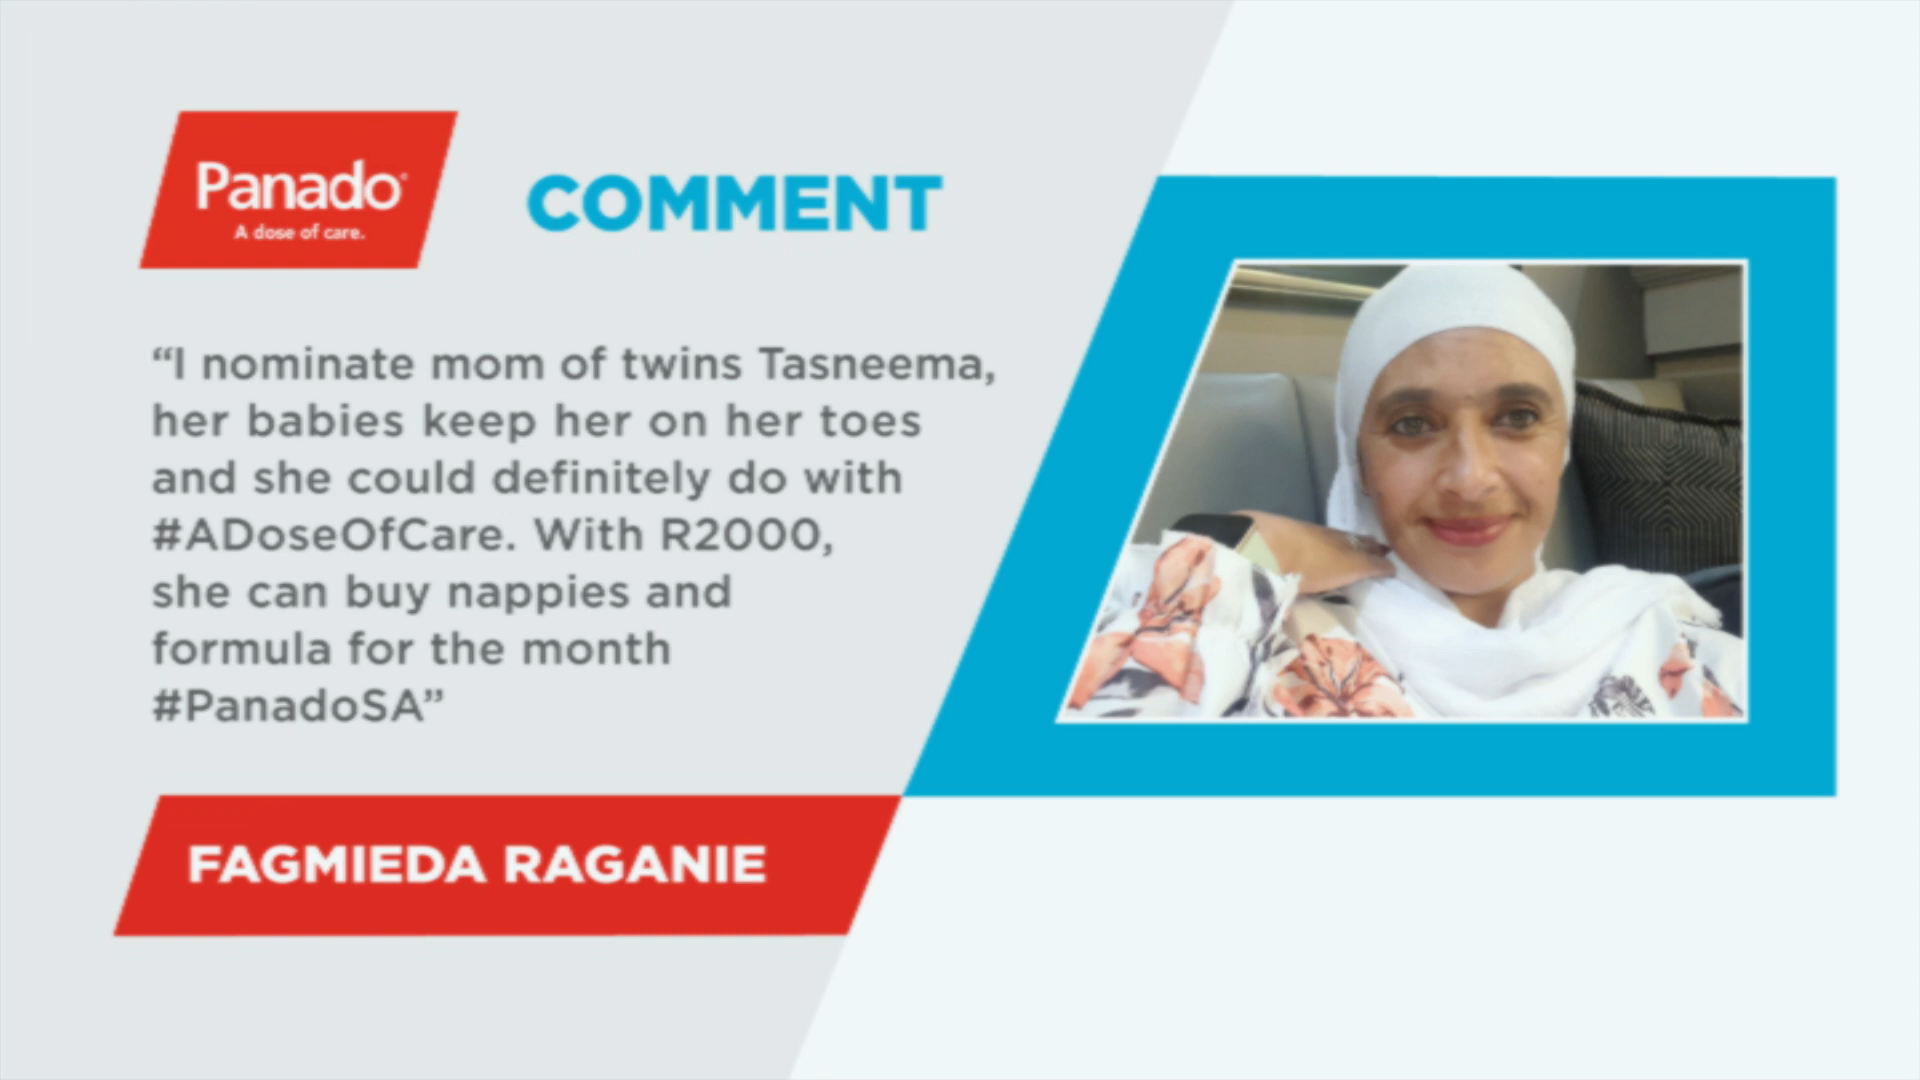 Panado
A dose of care.
COMMENT
“I nominate mom of twins Tasneema,
her babies keep her on her toes
and she could definitely do with
#ADoseOfCare. With R2000,
she can buy nappies and
formula for the month
#PanadoSA”
FAGMIEDA RAGANIE